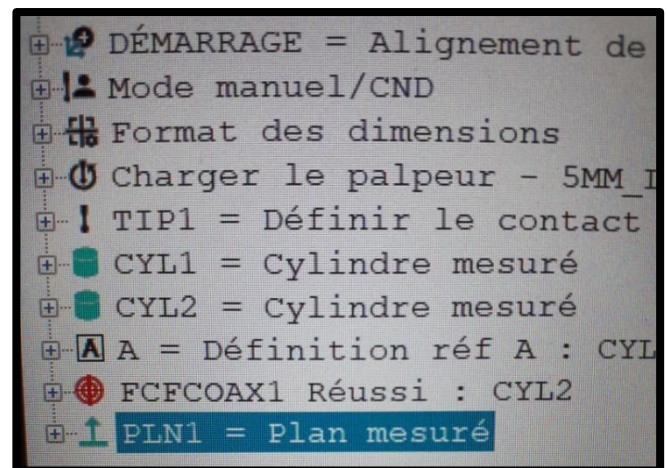 DÉMARRAGE = Alignement de
Mode manuel/CND
Format des dimensions
Charger le palpeur - 5MM_
TIP1 = Définir le contact
CYL1 = Cylindre mesuré
CYL2 = Cylindre mesuré
A A = Définition réf A : CYL
FCFCOAX1 Réussi : CYL2
PLN1 = Plan mesuré